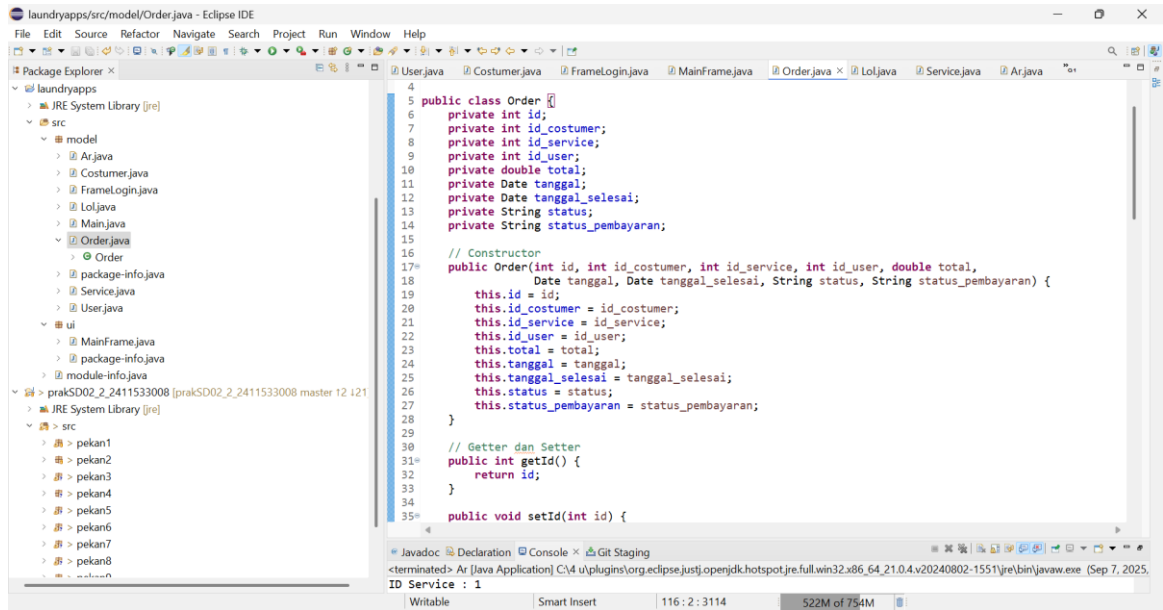 laundryapps/src/model/Order.java - Eclipse IDE
File Edit Source Refactor Navigate Search Project Run Window Help
Package Explorer
laundryapps
JRE System Library [jre]
src
model
Ar.java
Costumer.java
FrameLogin.java
Lol.java
Main.java
Order.java
Order
package-info.java
Service.java
User.java
ui
MainFrame.java
package-info.java
module-info.java
> prakSD02_2_2411533008 [prakSD02_2_2411533008 master ↑2 ↓21
JRE System Library [jre]
> src
> pekan1
> pekan2
> pekan3
> pekan4
> pekan5
> pekan6
> pekan7
> pekan8
User.java Costumer.java FrameLogin.java MainFrame.java Order.java Lol.java Service.java Ar.java
4
5 public class Order {
6 private int id;
7 private int id_costumer;
8 private int id_service;
9 private int id_user;
10 private double total;
11 private Date tanggal;
12 private Date tanggal_selesai;
13 private String status;
14 private String status_pembayaran;
15
16 // Constructor
17 public Order(int id, int id_costumer, int id_service, int id_user, double total,
18 Date tanggal, Date tanggal_selesai, String status, String status_pembayaran) {
19 this.id = id;
20 this.id_costumer = id_costumer;
21 this.id_service = id_service;
22 this.id_user = id_user;
23 this.total = total;
24 this.tanggal = tanggal;
25 this.tanggal_selesai = tanggal_selesai;
26 this.status = status;
27 this.status_pembayaran = status_pembayaran;
28 }
29
30 // Getter dan Setter
31 public int getId() {
32 return id;
33 }
34
35 public void setId(int id) {
Javadoc Declaration Console Git Staging
<terminated> Ar [Java Application] C:\4 u\plugins\org.eclipse.justj.openjdk.hotspot.jre.full.win32.x86_64_21.0.4.v20240802-1551\jre\bin\javaw.exe (Sep 7, 2025,
ID Service : 1
Writable Smart Insert 116 : 2 : 3114 522M of 754M